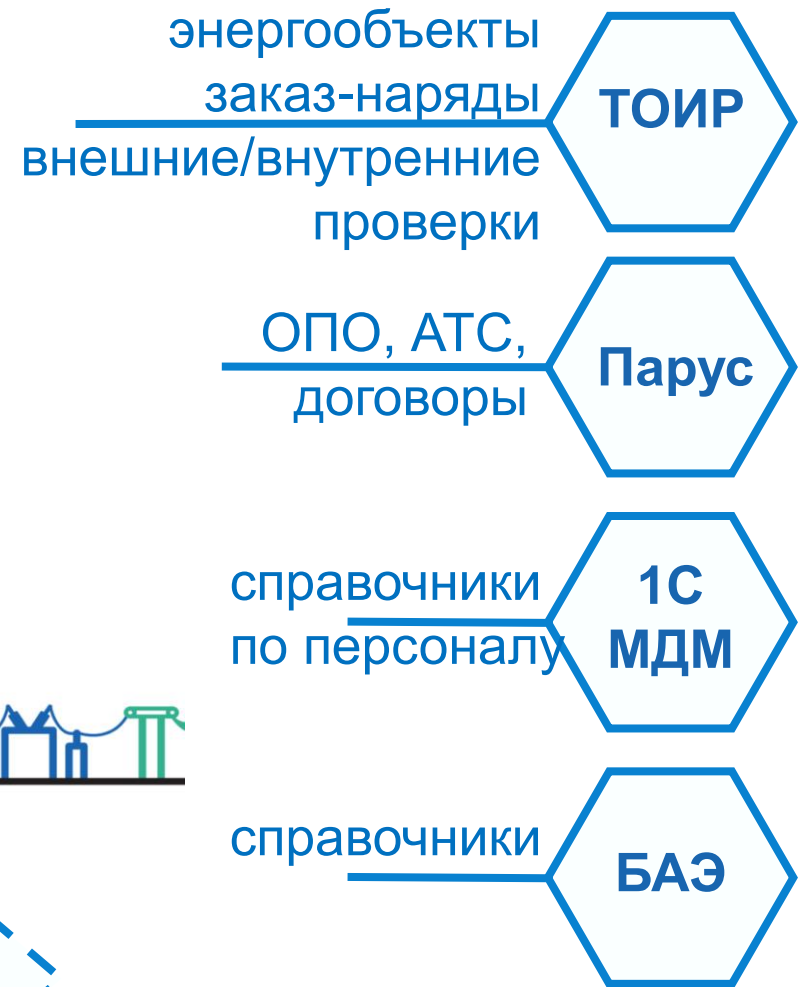 энергообъекты
заказ-наряды
внешние/внутренние
проверки
ТОИР
ОПО, АТС,
договоры
Парус
справочники
по персоналу
1С
МДМ
справочники
БАЭ